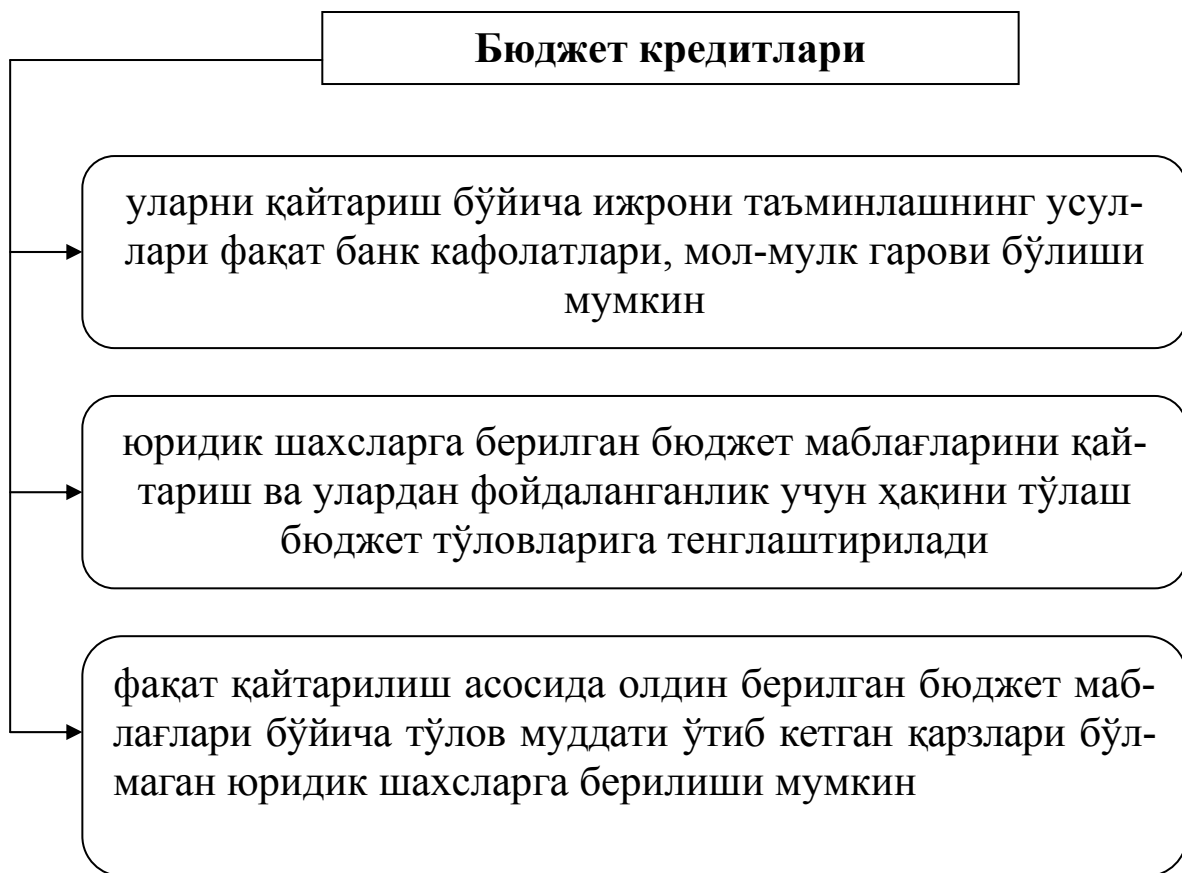 Бюджет кредитлари
уларни қайтариш бўйича ижрони таъминлашнинг усул-
лари фақат банк кафолатлари, мол-мулк гарови бўлиши
мумкин
юридик шахсларга берилган бюджет маблағларини қай-
тариш ва улардан фойдаланганлик учун ҳақини тўлаш
бюджет тўловларига тенглаштирилади
фақат қайтарилиш асосида олдин берилган бюджет маб-
лағлари бўйича тўлов муддати ўтиб кетган қарзлари бўл-
маган юридик шахсларга берилиши мумкин